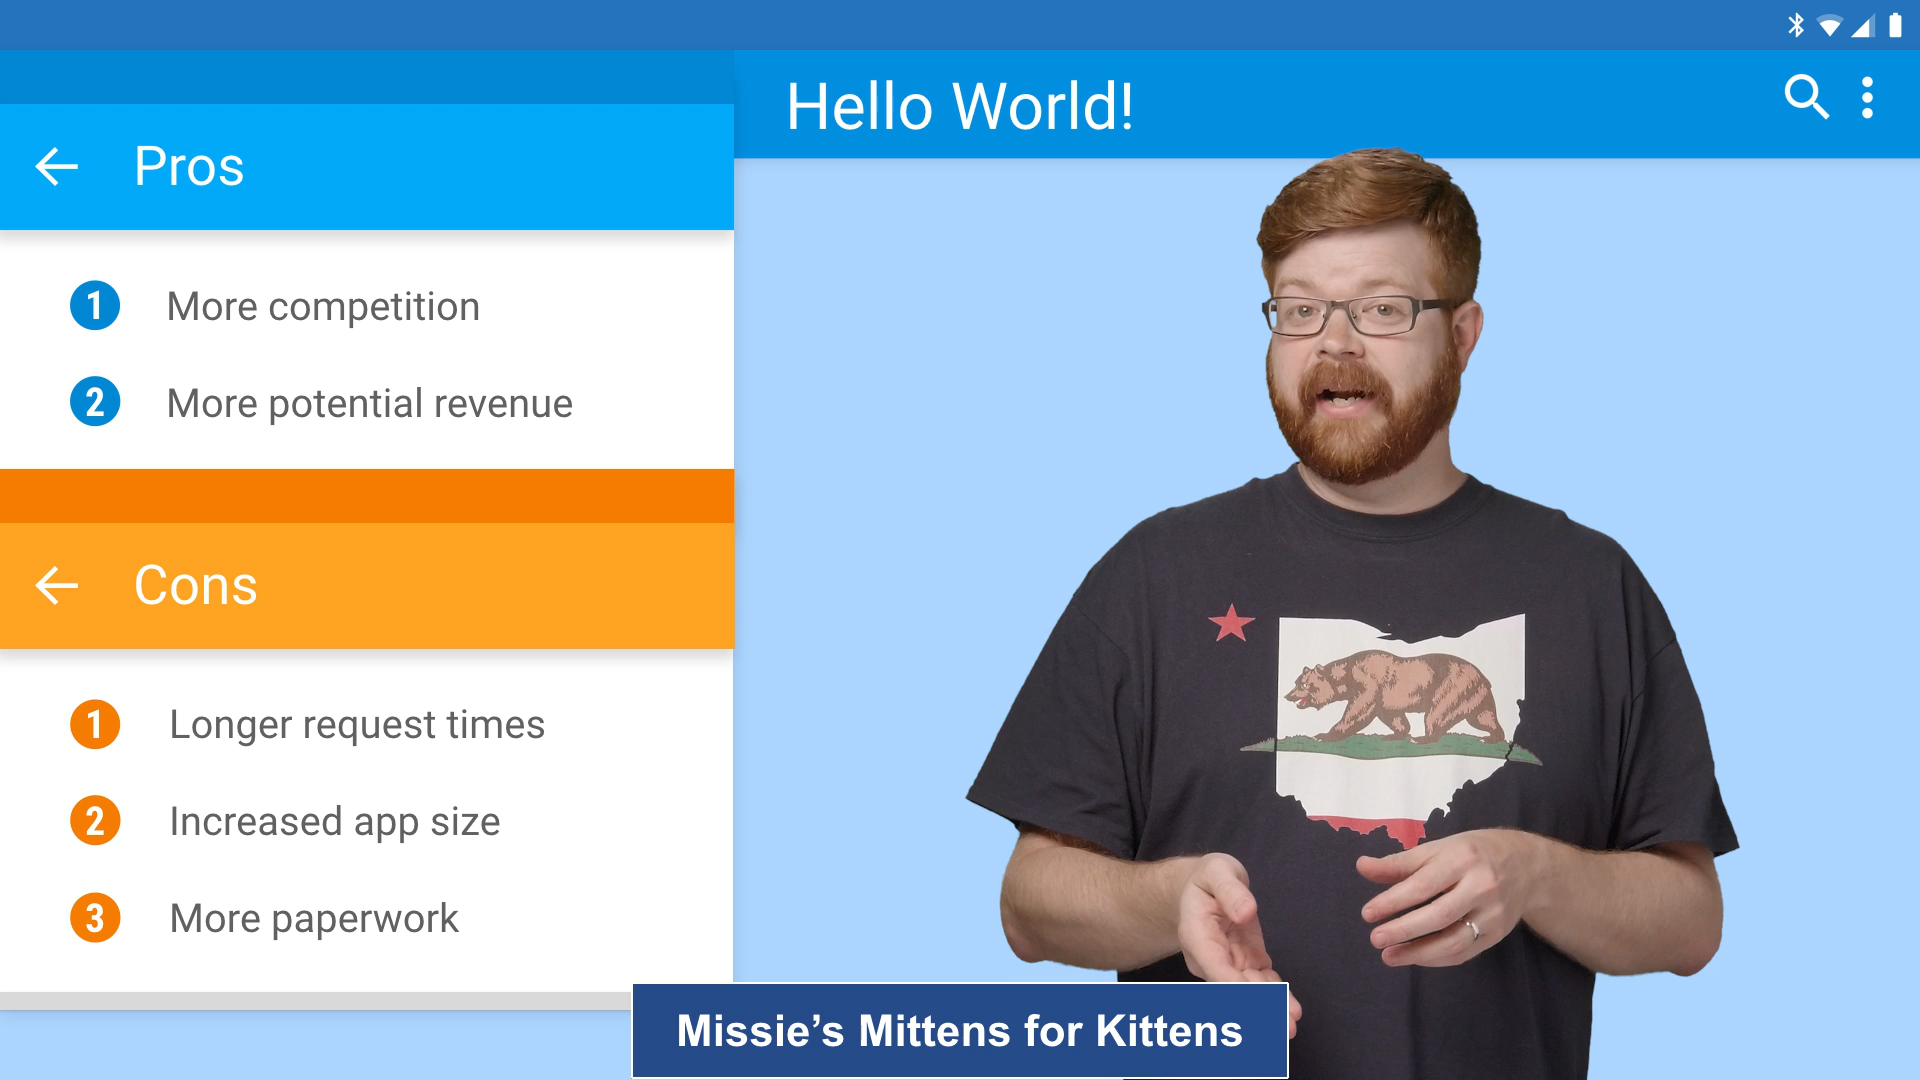 Hello World!
Pros
1 More competition
2 More potential revenue
Cons
1 Longer request times
2 Increased app size
3 More paperwork
Missie’s Mittens for Kittens